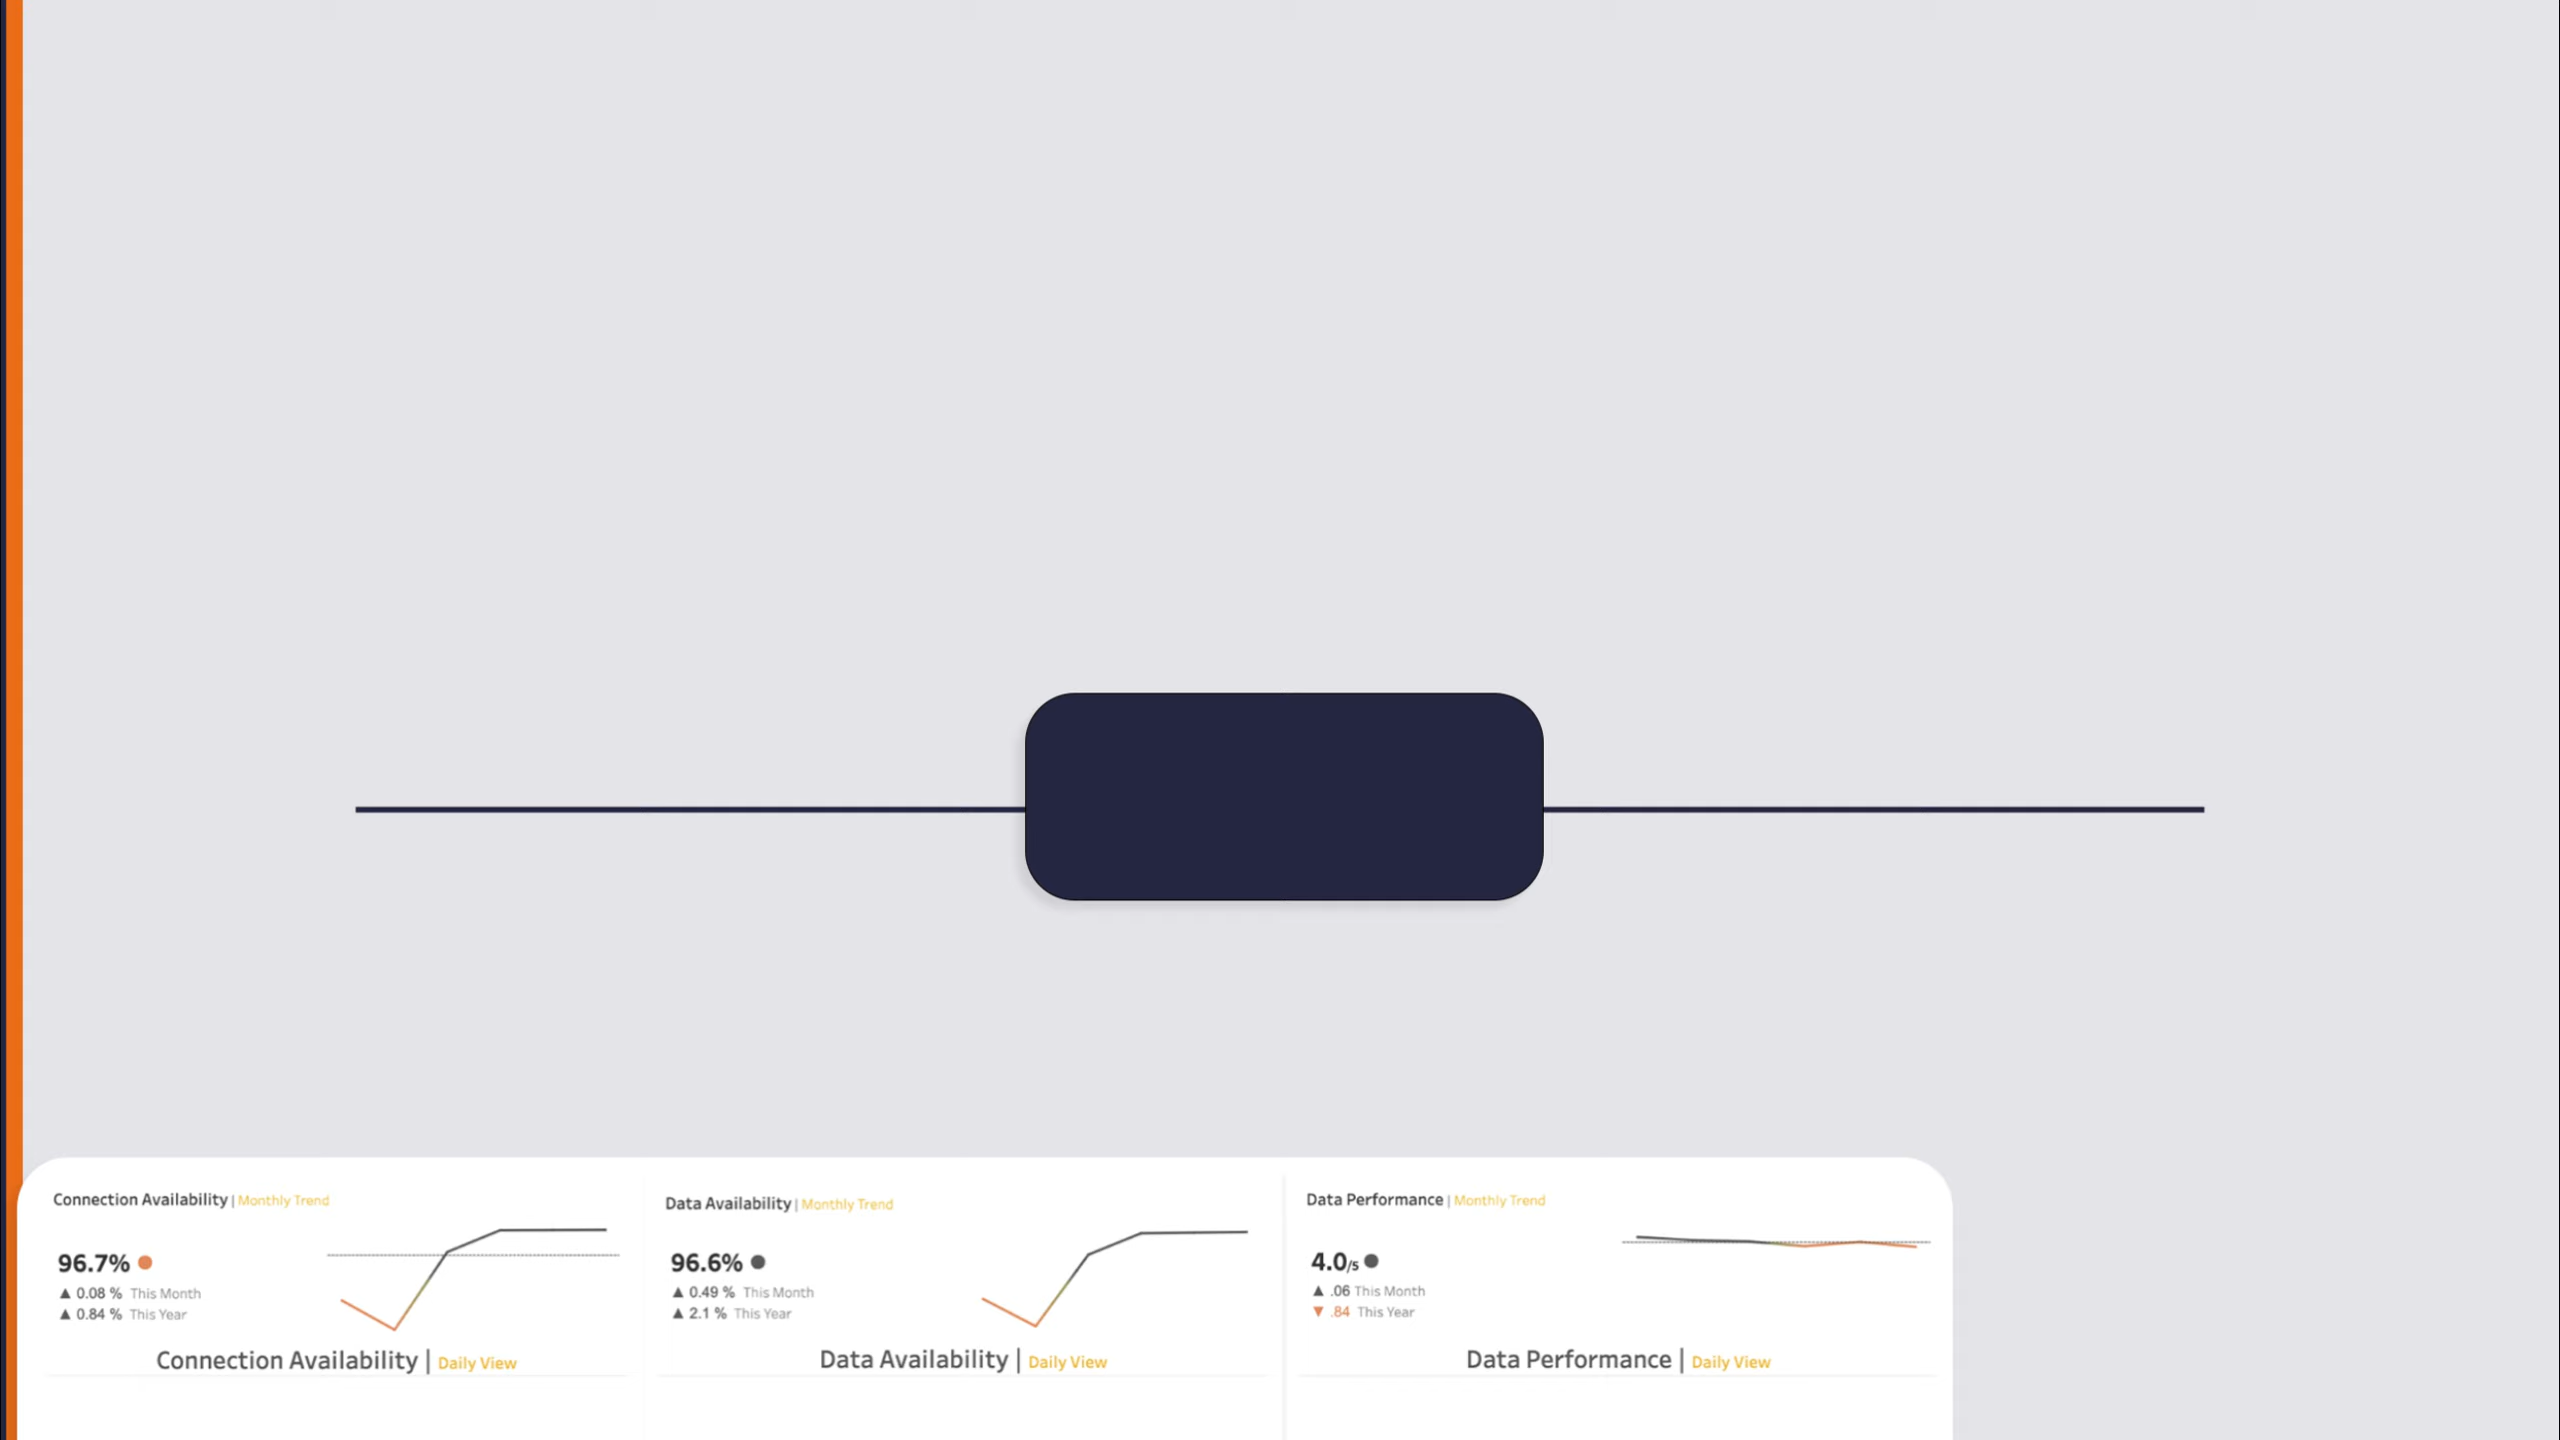 Connection Availability | Monthly Trend
96.7%
▲ 0.08 % This Month
▲ 0.84 % This Year
Connection Availability | Daily View
Data Availability | Monthly Trend
96.6%
▲ 0.49 % This Month
▲ 2.1 % This Year
Data Availability | Daily View
Data Performance | Monthly Trend
4.0/5
▲ .06 This Month
▼ .84 This Year
Data Performance | Daily View